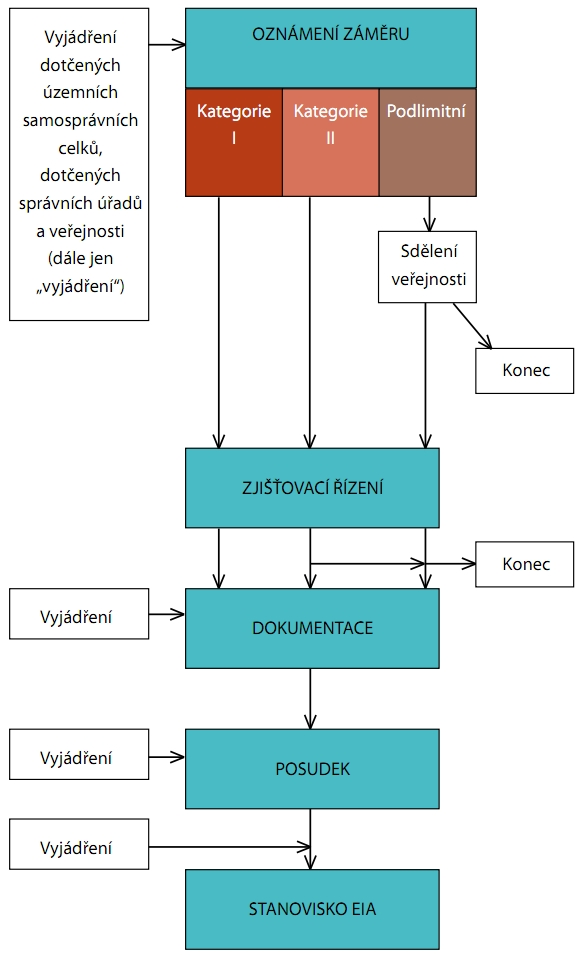 Vyjádření
dotčených
územních
samosprávních
celků,
dotčených
správních úřadů
a veřejnosti
(dále jen
„vyjádření“)
OZNÁMENÍ ZÁMĚRU
Kategorie
I
Kategorie
II
Podlimitní
Sdělení
veřejnosti
Konec
ZJIŠŤOVACÍ ŘÍZENÍ
Konec
Vyjádření
DOKUMENTACE
Vyjádření
POSUDEK
Vyjádření
STANOVISKO EIA